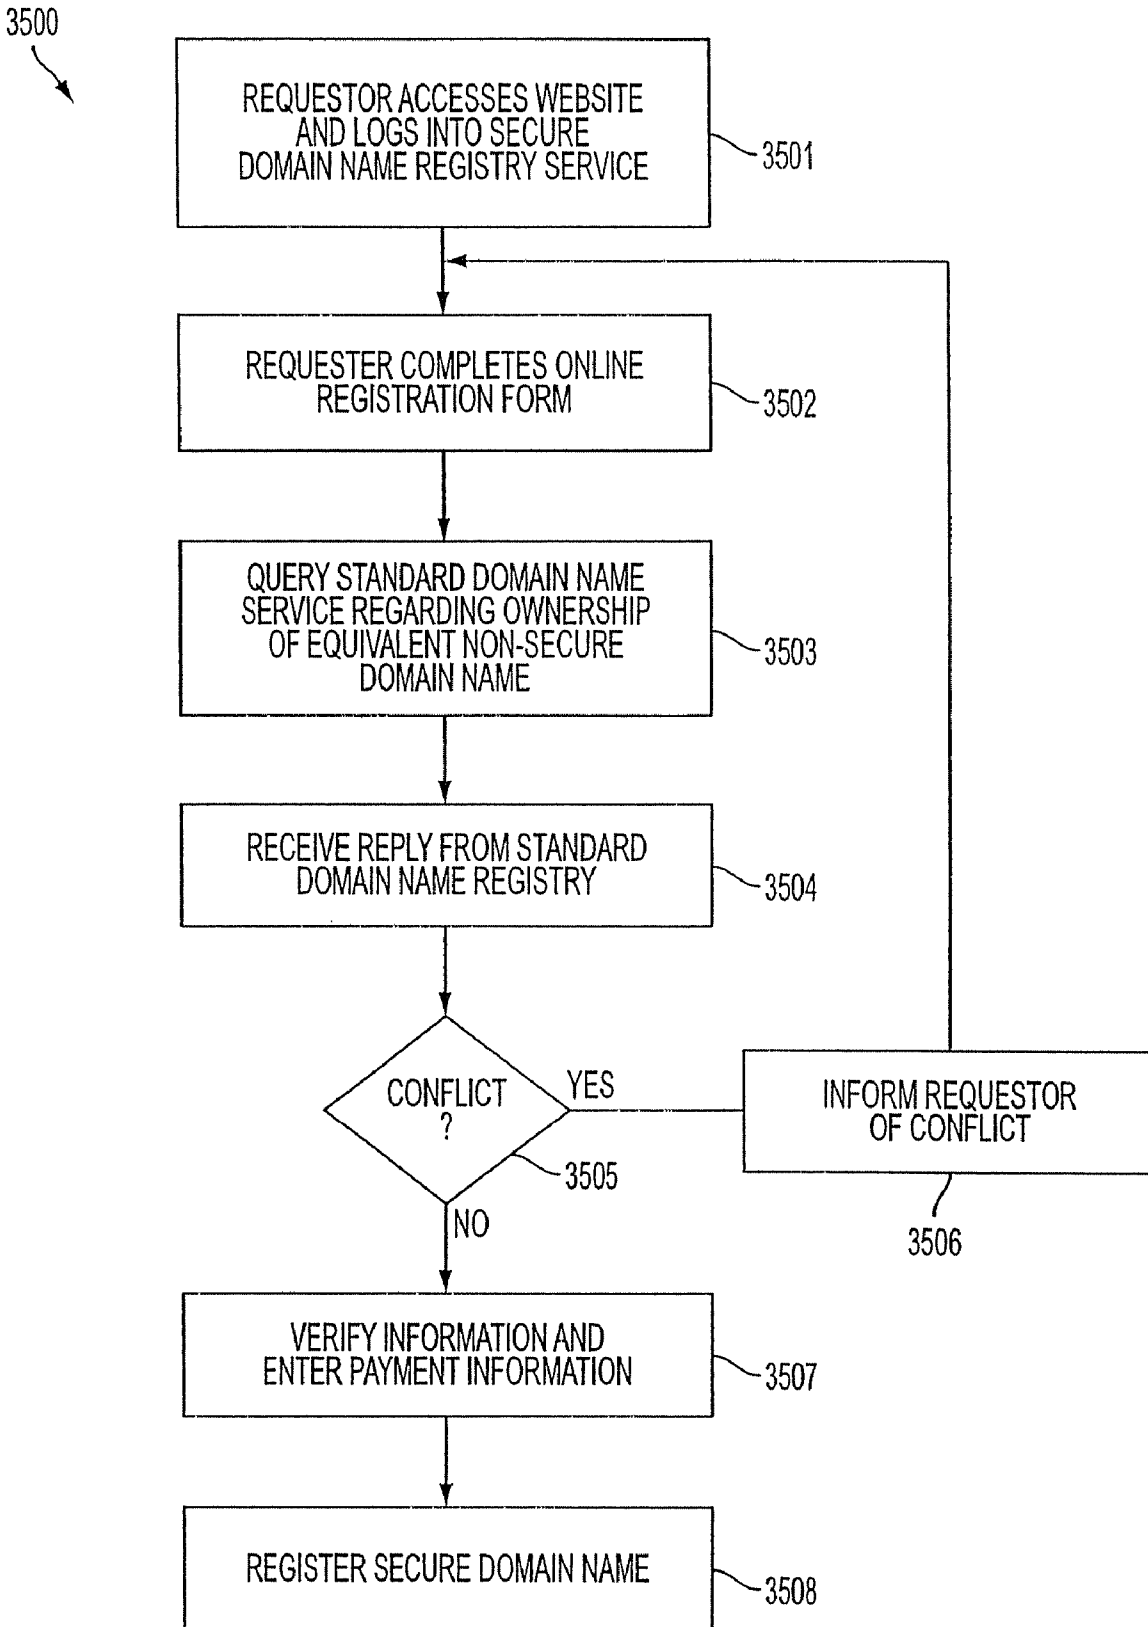 3500
REQUESTOR ACCESSES WEBSITE
AND LOGS INTO SECURE
DOMAIN NAME REGISTRY SERVICE
3501
REQUESTER COMPLETES ONLINE
REGISTRATION FORM
3502
QUERY STANDARD DOMAIN NAME
SERVICE REGARDING OWNERSHIP
OF EQUIVALENT NON-SECURE
DOMAIN NAME
3503
RECEIVE REPLY FROM STANDARD
DOMAIN NAME REGISTRY
3504
CONFLICT
?
YES
3505
NO
INFORM REQUESTOR
OF CONFLICT
3506
VERIFY INFORMATION AND
ENTER PAYMENT INFORMATION
3507
REGISTER SECURE DOMAIN NAME
3508